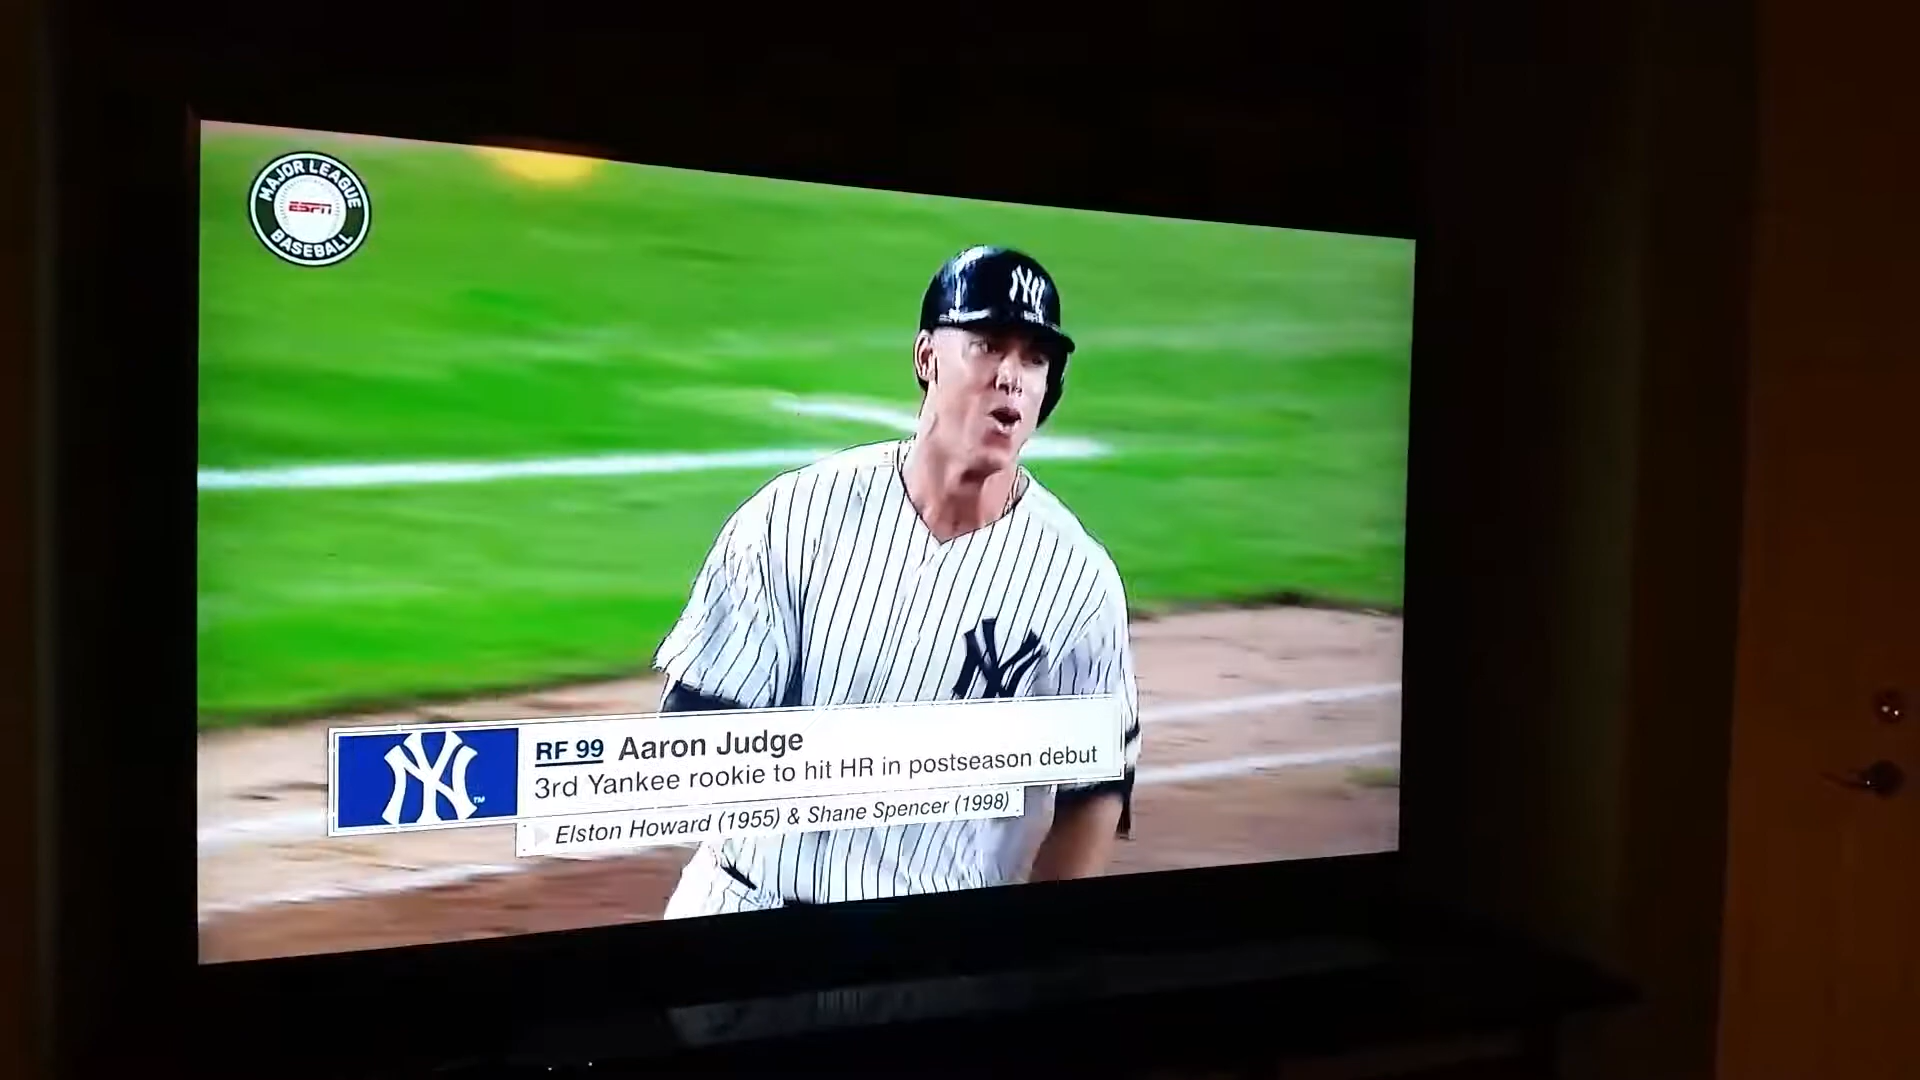 MAJOR LEAGUE
ESPN
BASEBALL
NY
NY
NY™
RF 99 Aaron Judge
3rd Yankee rookie to hit HR in postseason debut
Elston Howard (1955) & Shane Spencer (1998)